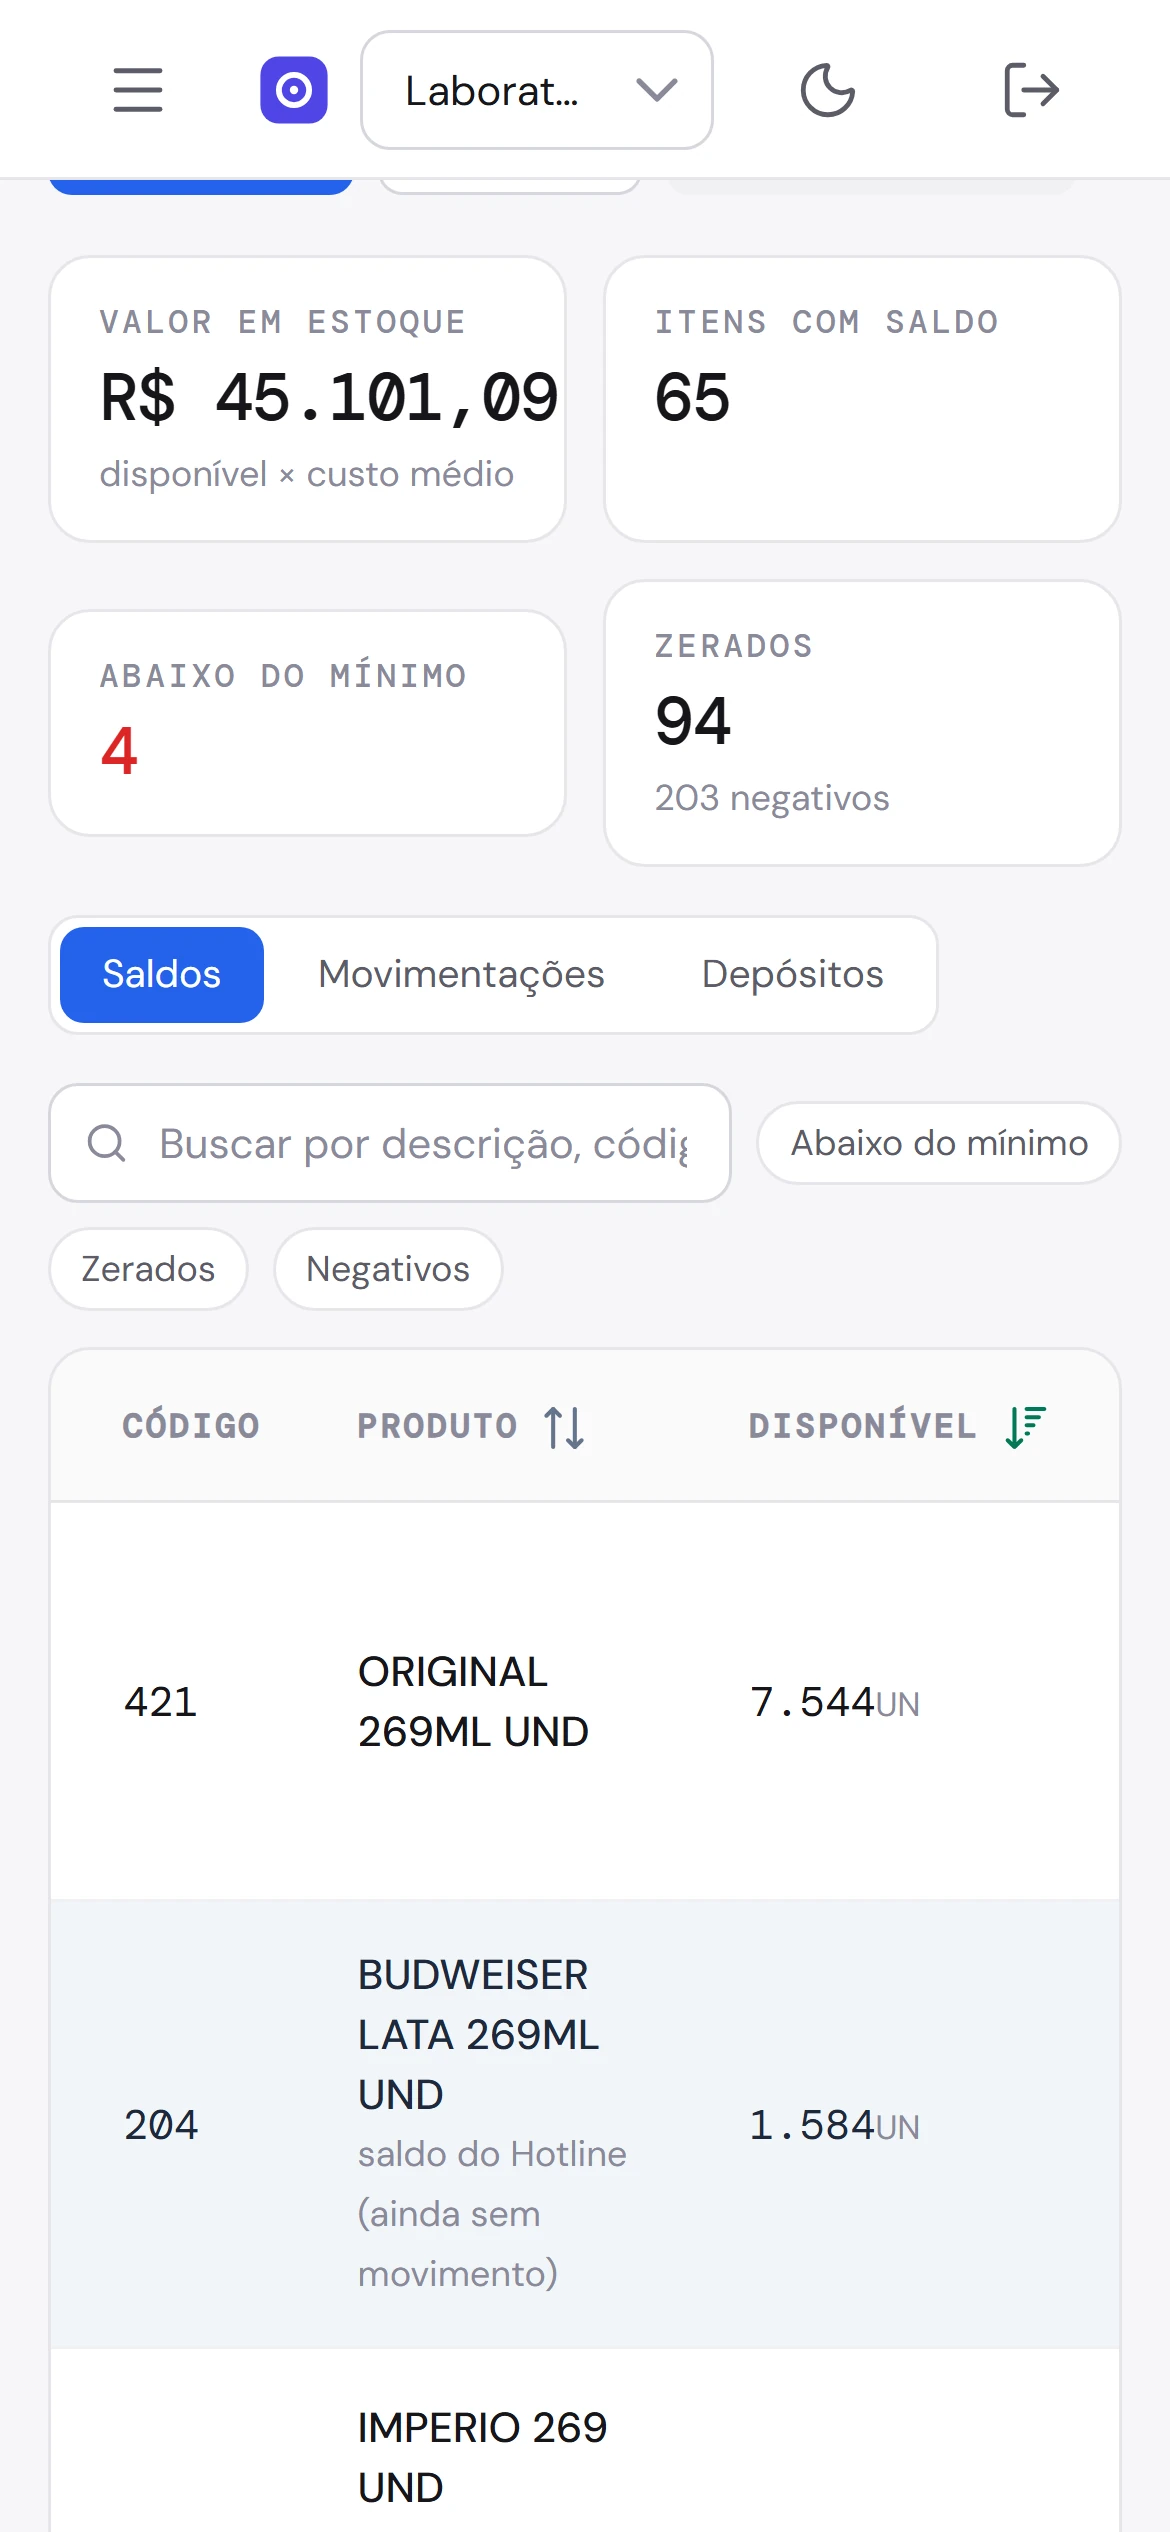 Laborat...
VALOR EM ESTOQUE
R$ 45.101,09
disponível × custo médio
ITENS COM SALDO
65
ABAIXO DO MÍNIMO
4
ZERADOS
94
203 negativos
Saldos
Movimentações
Depósitos
Buscar por descrição, códig
Abaixo do mínimo
Zerados
Negativos
CÓDIGO
PRODUTO
DISPONÍVEL
421
ORIGINAL
269ML UND
7.544UN
204
BUDWEISER
LATA 269ML
UND
saldo do Hotline
(ainda sem
movimento)
1.584UN
IMPERIO 269
UND